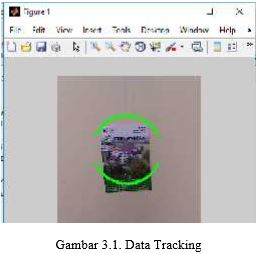 Figure 1
File Edit View Insert Tools Desktop Window Help
Gambar 3.1. Data Tracking